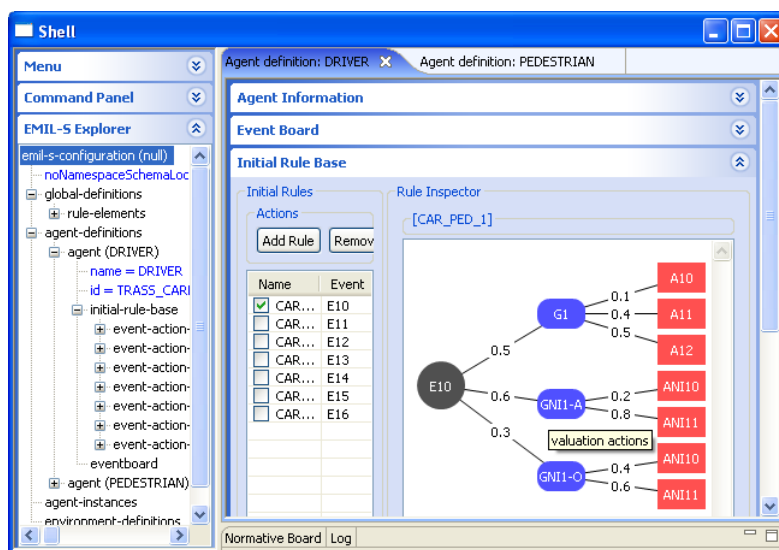 Shell
Menu
Command Panel
EMIL-S Explorer
emil-s-configuration (null)
noNamespaceSchemaLoc
global-definitions
rule-elements
agent-definitions
agent (DRIVER)
name = DRIVER
id = TRASS_CARI
initial-rule-base
event-action-
event-action-
event-action-
event-action-
event-action-
event-action-
event-action-
eventboard
agent (PEDESTRIAN)
agent-instances
environment-definitions
Agent definition: DRIVER
Agent definition: PEDESTRIAN
Agent Information
Event Board
Initial Rule Base
Initial Rules
Actions
Add Rule
Remov
Name Event
CAR... E10
CAR... E11
CAR... E12
CAR... E13
CAR... E14
CAR... E15
CAR... E16
Rule Inspector
[CAR_PED_1]
E10
0.5
0.6
0.3
G1
GNI1-A
GNI1-O
0.1
0.4
0.5
0.2
0.8
0.4
0.6
A10
A11
A12
ANI10
ANI11
ANI10
ANI11
valuation actions
Normative Board
Log